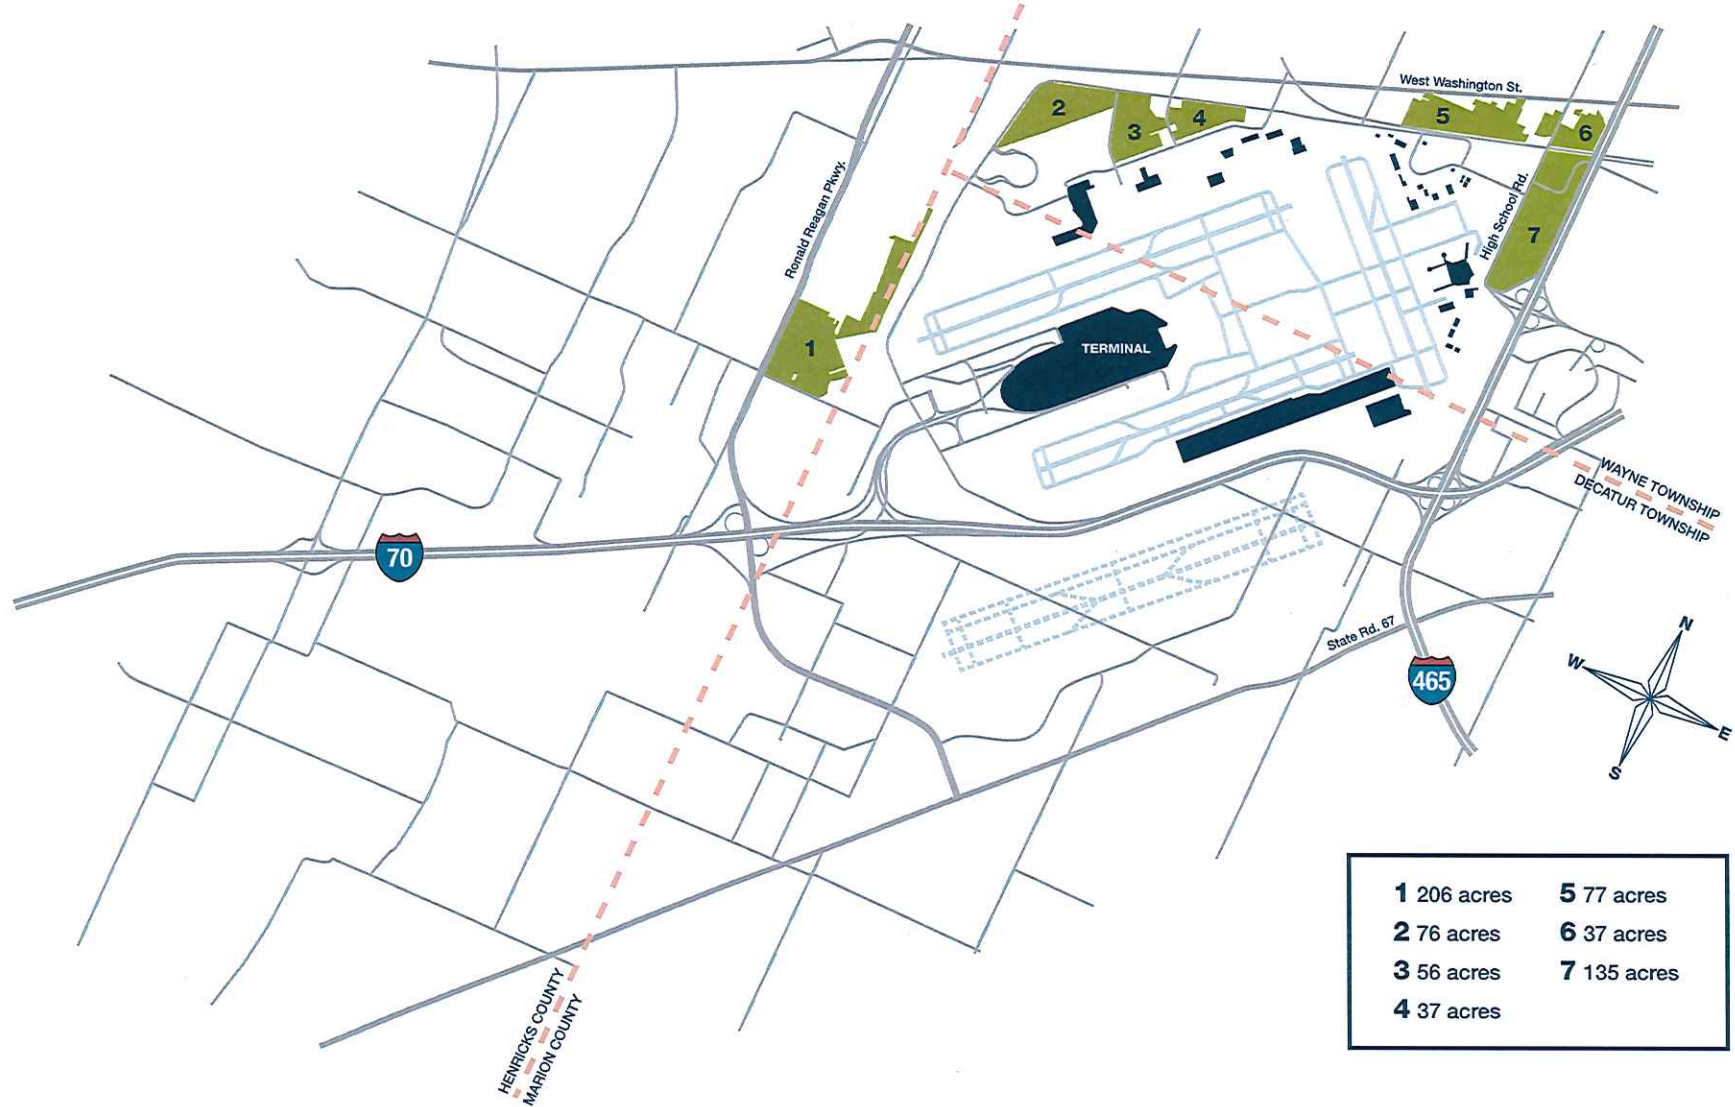 West Washington St.
2
3
4
5
6
Ronald Reagan Pkwy.
High School Rd.
7
1
TERMINAL
WAYNE TOWNSHIP
DECATUR TOWNSHIP
70
State Rd. 67
465
N
W
E
S
1 206 acres
2 76 acres
3 56 acres
4 37 acres
5 77 acres
6 37 acres
7 135 acres
HENRICKS COUNTY
MARION COUNTY